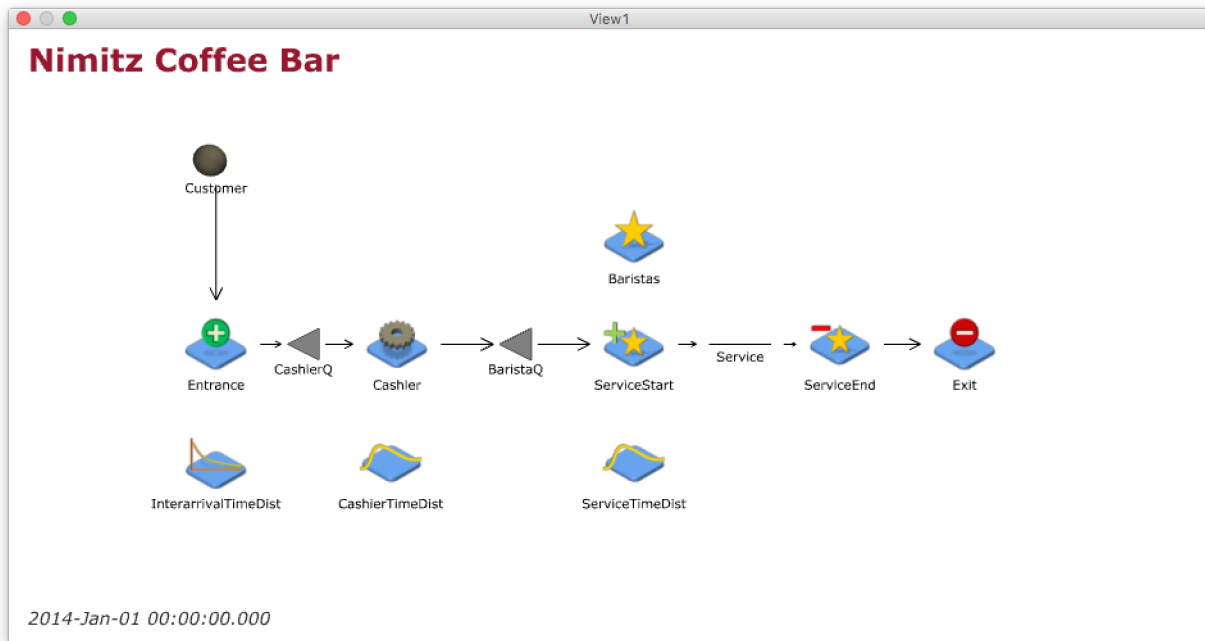 View1
Nimitz Coffee Bar
Customer
Baristas
CashierQ
BaristaQ
Service
Entrance
Cashier
ServiceStart
ServiceEnd
Exit
InterarrivalTimeDist
CashierTimeDist
ServiceTimeDist
2014-Jan-01 00:00:00.000